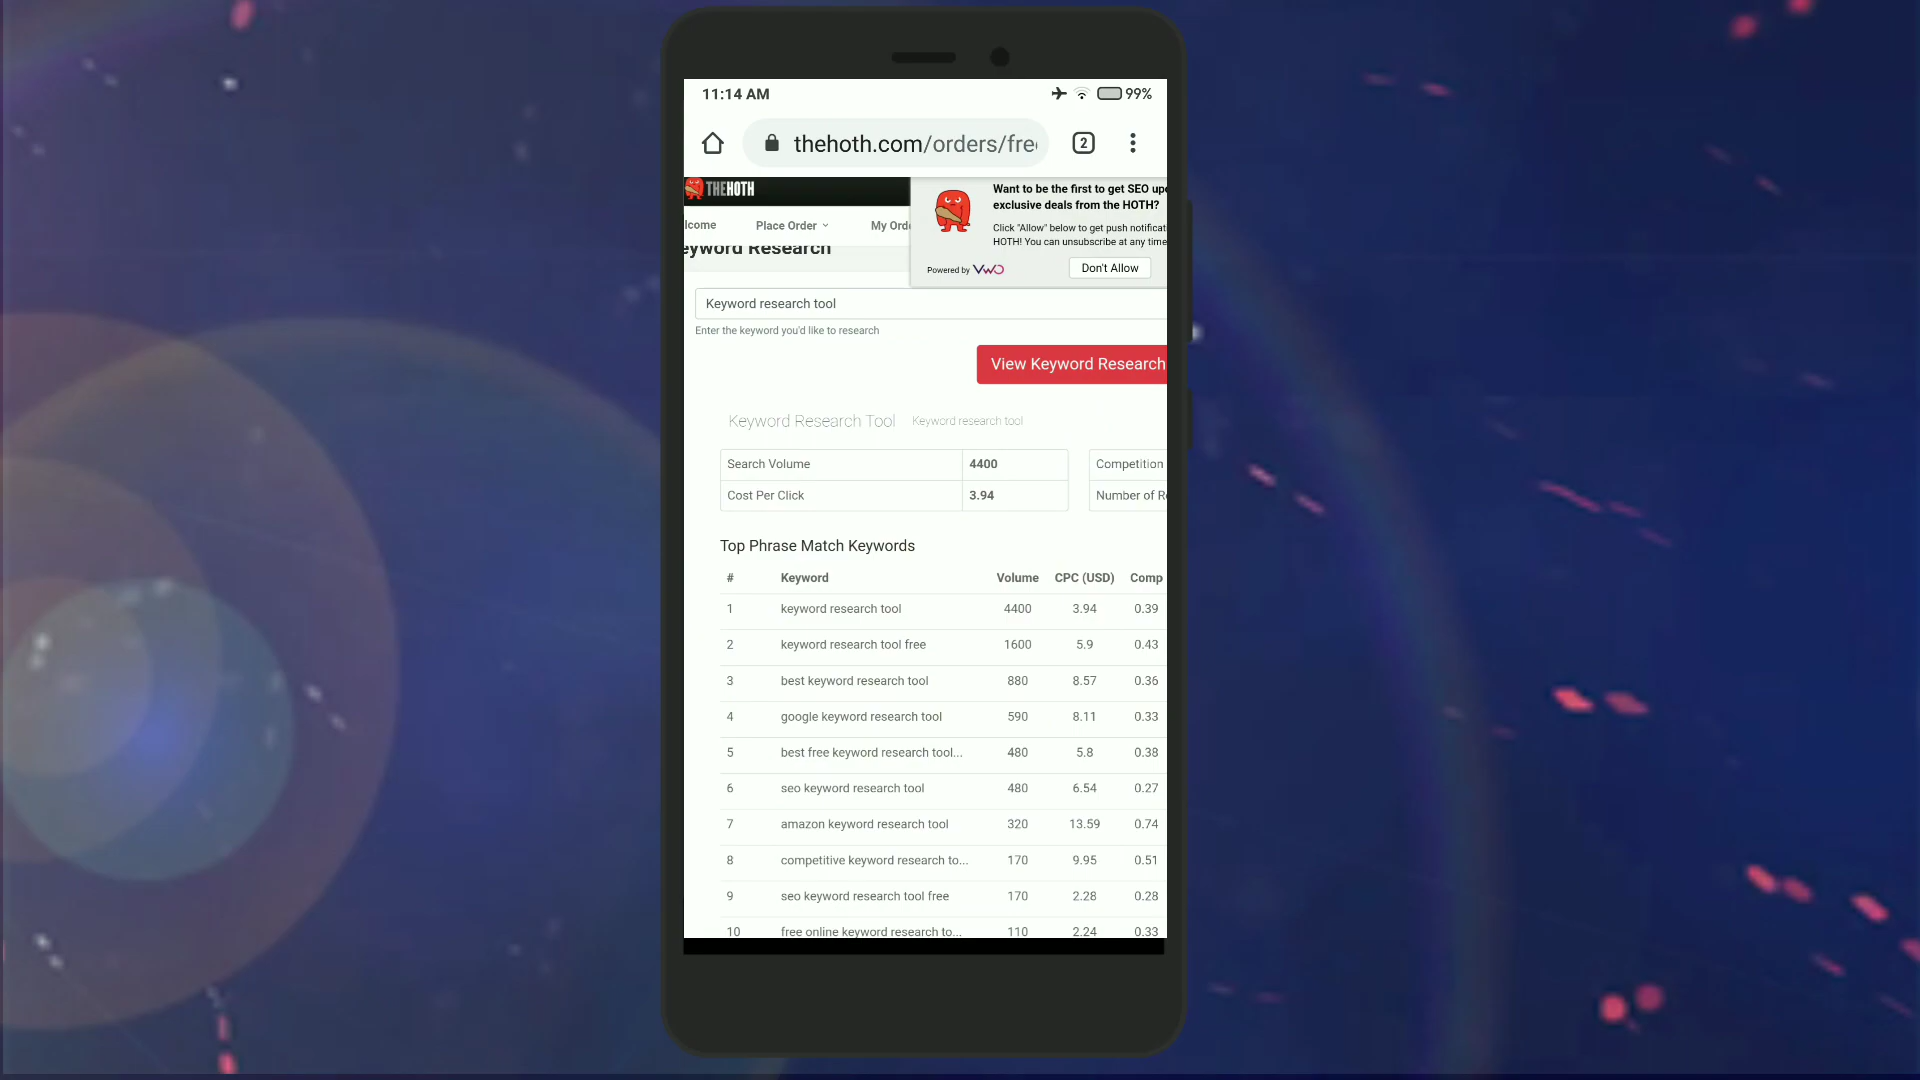 11:14 AM
99%
thehoth.com/orders/fre
2
THEHOTH
lcome Place Order My Ord
eyword Research
Want to be the first to get SEO up
exclusive deals from the HOTH?
Click "Allow" below to get push notificat
HOTH! You can unsubscribe at any time
Powered by VWO
Don't Allow
Keyword research tool
Enter the keyword you'd like to research
View Keyword Research
Keyword Research Tool Keyword research tool
Search Volume 4400 Competition
Cost Per Click 3.94 Number of Re
Top Phrase Match Keywords
# Keyword Volume CPC (USD) Comp
1 keyword research tool 4400 3.94 0.39
2 keyword research tool free 1600 5.9 0.43
3 best keyword research tool 880 8.57 0.36
4 google keyword research tool 590 8.11 0.33
5 best free keyword research tool... 480 5.8 0.38
6 seo keyword research tool 480 6.54 0.27
7 amazon keyword research tool 320 13.59 0.74
8 competitive keyword research to... 170 9.95 0.51
9 seo keyword research tool free 170 2.28 0.28
10 free online keyword research to... 110 2.24 0.33